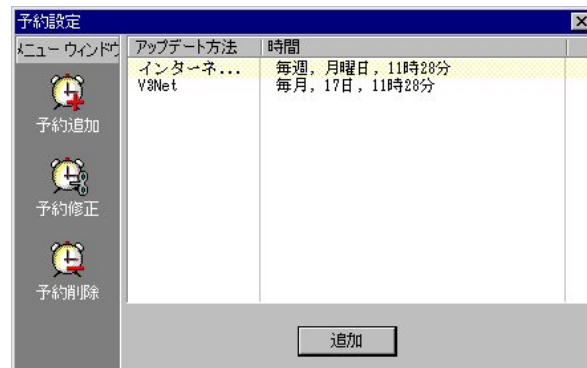 予約設定
メニュー ウィンドウ
アップデート方法 時間
インターネ... 毎週, 月曜日, 11時28分
V3Net 毎月, 17日, 11時28分
予約追加
予約修正
予約削除
追加